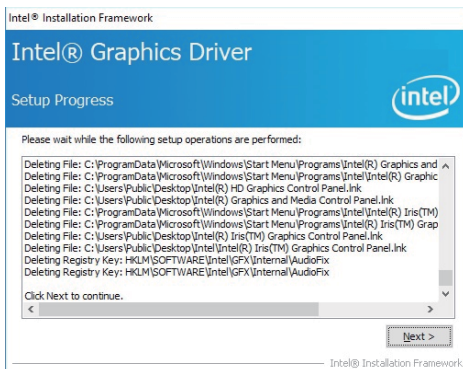 Intel® Installation Framework
Intel® Graphics Driver
Setup Progress
intel
Please wait while the following setup operations are performed:
Deleting File: C:\ProgramData\Microsoft\Windows\Start Menu\Programs\Intel(R) Graphics and
Deleting File: C:\ProgramData\Microsoft\Windows\Start Menu\Programs\Intel\Intel(R) Graphic
Deleting File: C:\Users\Public\Desktop\Intel(R) HD Graphics Control Panel.lnk
Deleting File: C:\Users\Public\Desktop\Intel(R) Graphics and Media Control Panel.lnk
Deleting File: C:\ProgramData\Microsoft\Windows\Start Menu\Programs\Intel(R) Iris(TM)
Deleting File: C:\ProgramData\Microsoft\Windows\Start Menu\Programs\Intel\Intel(R) Iris(TM) Grap
Deleting File: C:\Users\Public\Desktop\Intel(R) Iris(TM) Graphics Control Panel.lnk
Deleting File: C:\Users\Public\Desktop\Intel\Intel(R) Iris(TM) Graphics Control Panel.lnk
Deleting Registry Key: HKLM\SOFTWARE\Intel\GFX\Internal\AudioFix
Deleting Registry Key: HKLM\SOFTWARE\Intel\GFX\Internal\AudioFix
Click Next to continue.
Next >
Intel® Installation Framework